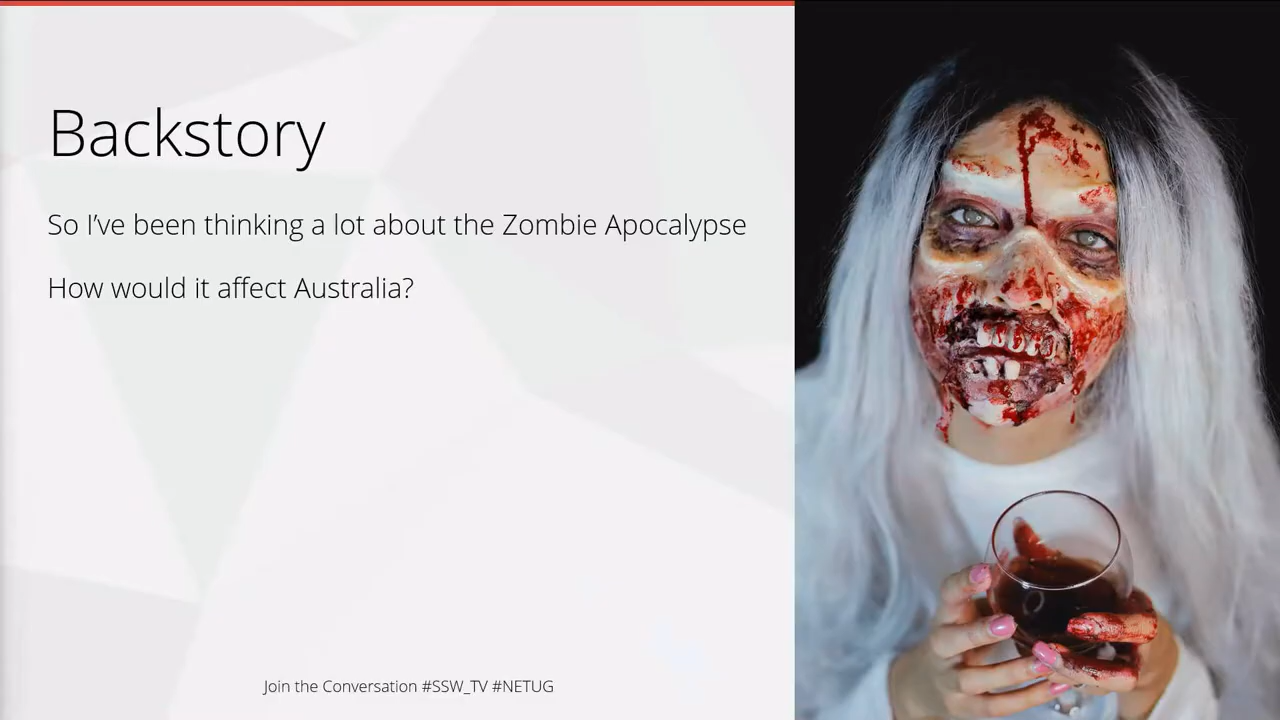 Backstory
So I’ve been thinking a lot about the Zombie Apocalypse
How would it affect Australia?
Join the Conversation #SSW_TV #NETUG